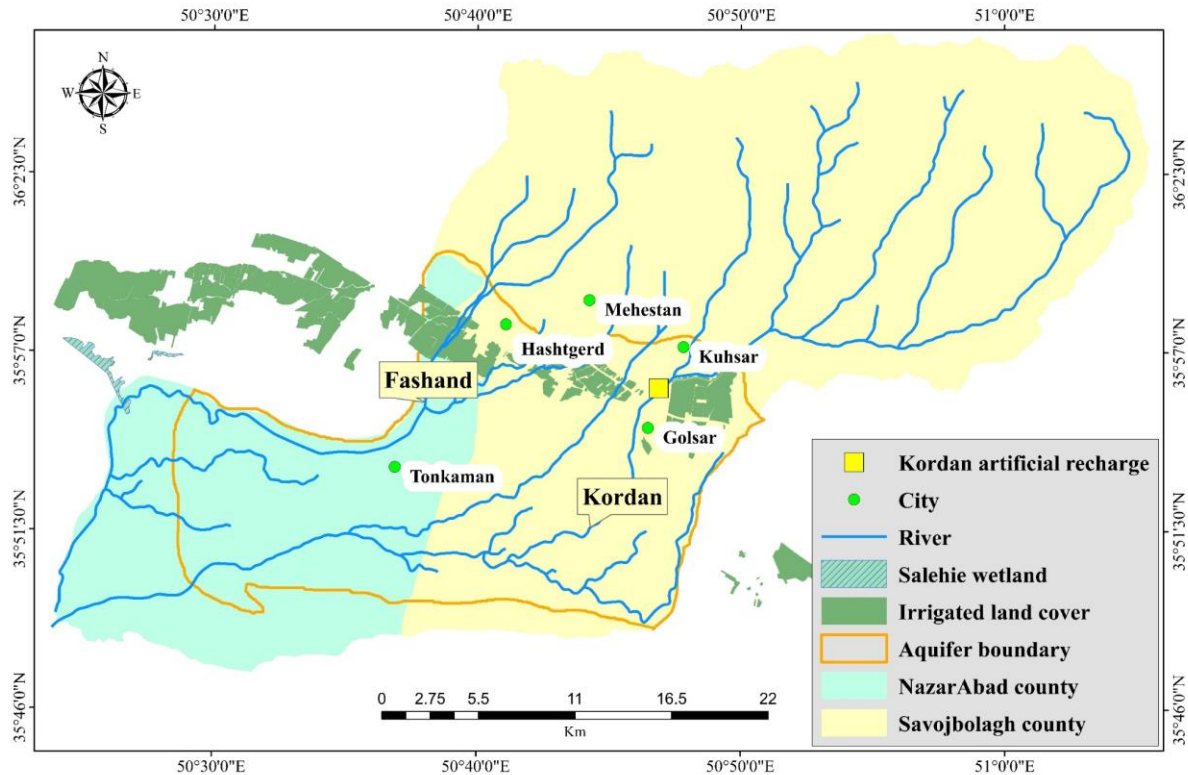 50°30'0"E 50°40'0"E 50°50'0"E 51°0'0"E
N
W E
S
36°2'30"N 36°2'30"N
Mehestan
Hashtgerd
Kuhsar
35°57'0"N 35°57'0"N
Fashand
Golsar
Tonkaman
Kordan
35°51'30"N 35°51'30"N
Kordan artificial recharge
City
River
Salehie wetland
Irrigated land cover
Aquifer boundary
NazarAbad county
Savojbolagh county
35°46'0"N 35°46'0"N
0 2.75 5.5 11 16.5 22
Km
50°30'0"E 50°40'0"E 50°50'0"E 51°0'0"E